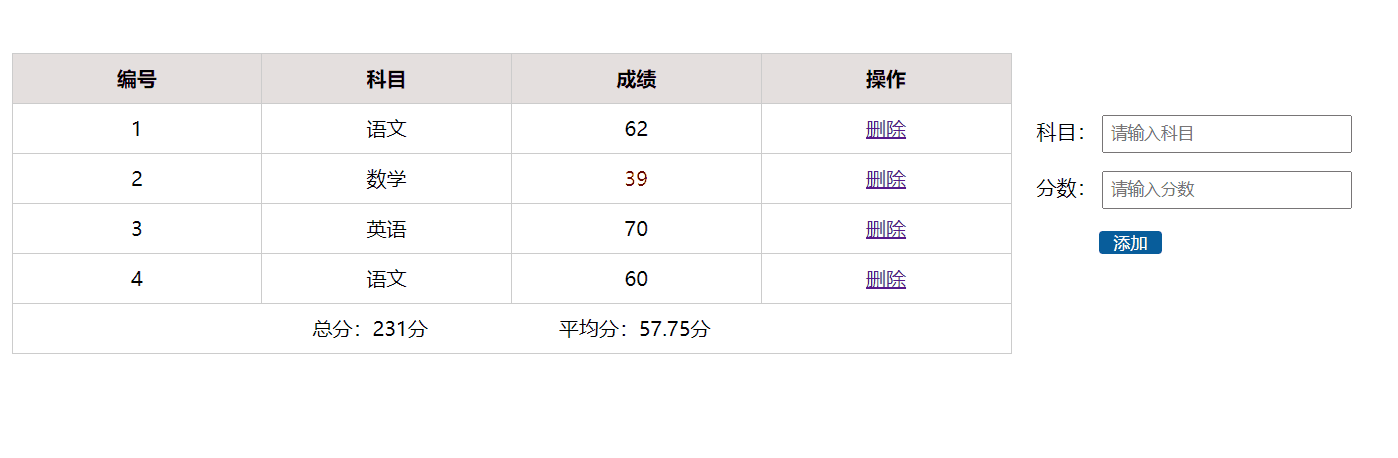 编号 科目 成绩 操作
1 语文 62 删除
2 数学 39 删除
3 英语 70 删除
4 语文 60 删除
总分：231分 平均分：57.75分
科目： 请输入科目
分数： 请输入分数
添加